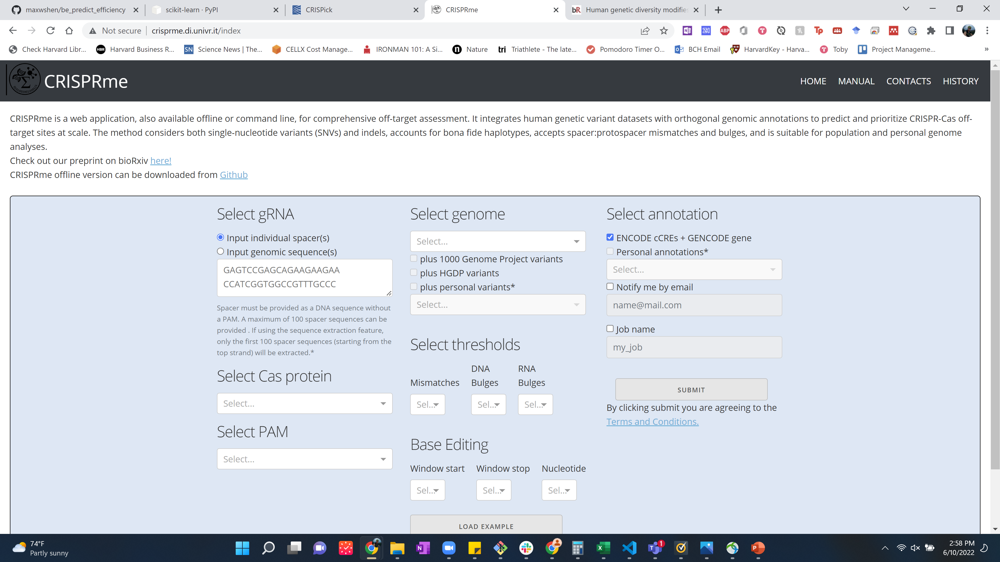 maxwshen/be_predict_efficiency
scikit-learn · PyPI
CRISPick
CRISPRme
bR Human genetic diversity modifies
Not secure
crisprme.di.univr.it/index
Check Harvard Libr...
HBR Harvard Business R...
SN Science News | The...
CELLX Cost Manage...
IRONMAN 101: A Si...
n Nature
tri Triathlete - The late...
Pomodoro Timer O...
BCH Email
HarvardKey - Harva...
Toby
Project Manageme...
»
CRISPRme
HOME MANUAL CONTACTS HISTORY
CRISPRme is a web application, also available offline or command line, for comprehensive off-target assessment. It integrates human genetic variant datasets with orthogonal genomic annotations to predict and prioritize CRISPR-Cas off-
target sites at scale. The method considers both single-nucleotide variants (SNVs) and indels, accounts for bona fide haplotypes, accepts spacer:protospacer mismatches and bulges, and is suitable for population and personal genome
analyses.
Check out our preprint on bioRxiv here!
CRISPRme offline version can be downloaded from Github
Select gRNA
Input individual spacer(s)
Input genomic sequence(s)
GAGTCCGAGCAGAAGAAGAA
CCATCGGTGGCCGTTTGCCC
Spacer must be provided as a DNA sequence without
a PAM. A maximum of 100 spacer sequences can be
provided . If using the sequence extraction feature,
only the first 100 spacer sequences (starting from the
top strand) will be extracted.*
Select Cas protein
Select...
Select PAM
Select...
Select genome
Select...
plus 1000 Genome Project variants
plus HGDP variants
plus personal variants*
Select...
Select thresholds
Mismatches
DNA
Bulges
RNA
Bulges
Sel... Sel... Sel...
Base Editing
Window start Window stop Nucleotide
Sel... Sel... Sel...
LOAD EXAMPLE
Select annotation
ENCODE cCREs + GENCODE gene
Personal annotations*
Select...
Notify me by email
name@mail.com
Job name
my_job
SUBMIT
By clicking submit you are agreeing to the
Terms and Conditions.
74°F
Partly sunny
1
2:58 PM
6/10/2022